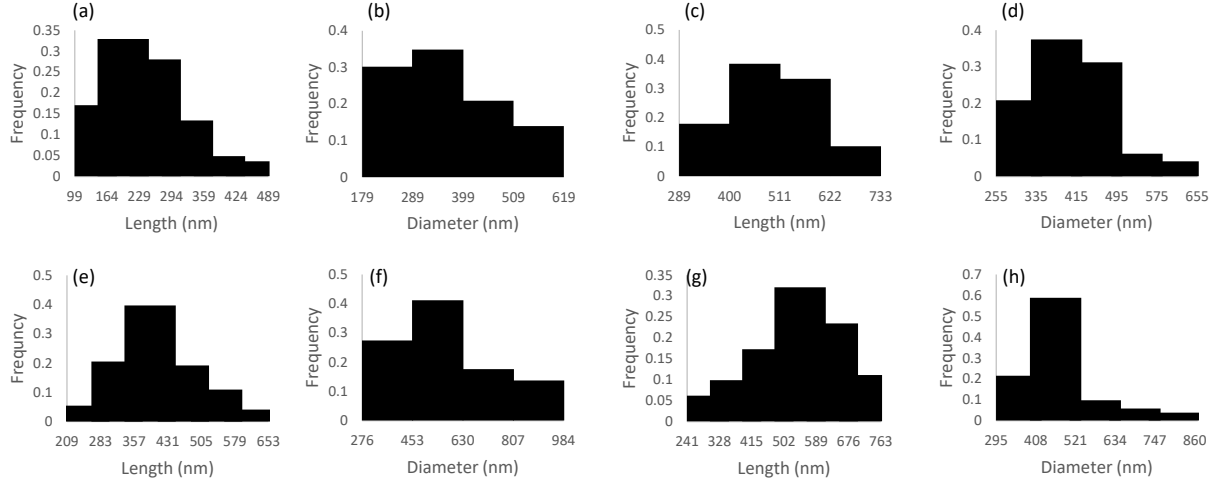 (a)
Frequency
0.35
0.3
0.25
0.2
0.15
0.1
0.05
0
99 164 229 294 359 424 489
Length (nm)
(b)
Frequency
0.4
0.3
0.2
0.1
0
179 289 399 509 619
Diameter (nm)
(c)
Frequency
0.5
0.4
0.3
0.2
0.1
0
289 400 511 622 733
Length (nm)
(d)
Frequency
0.4
0.3
0.2
0.1
0
255 335 415 495 575 655
Diameter (nm)
(e)
Frequncy
0.5
0.4
0.3
0.2
0.1
0
209 283 357 431 505 579 653
Length (nm)
(f)
Frequency
0.5
0.4
0.3
0.2
0.1
0
276 453 630 807 984
Diameter (nm)
(g)
Frequency
0.35
0.3
0.25
0.2
0.15
0.1
0.05
0
241 328 415 502 589 676 763
Length (nm)
(h)
Frequency
0.7
0.6
0.5
0.4
0.3
0.2
0.1
0
295 408 521 634 747 860
Diameter (nm)